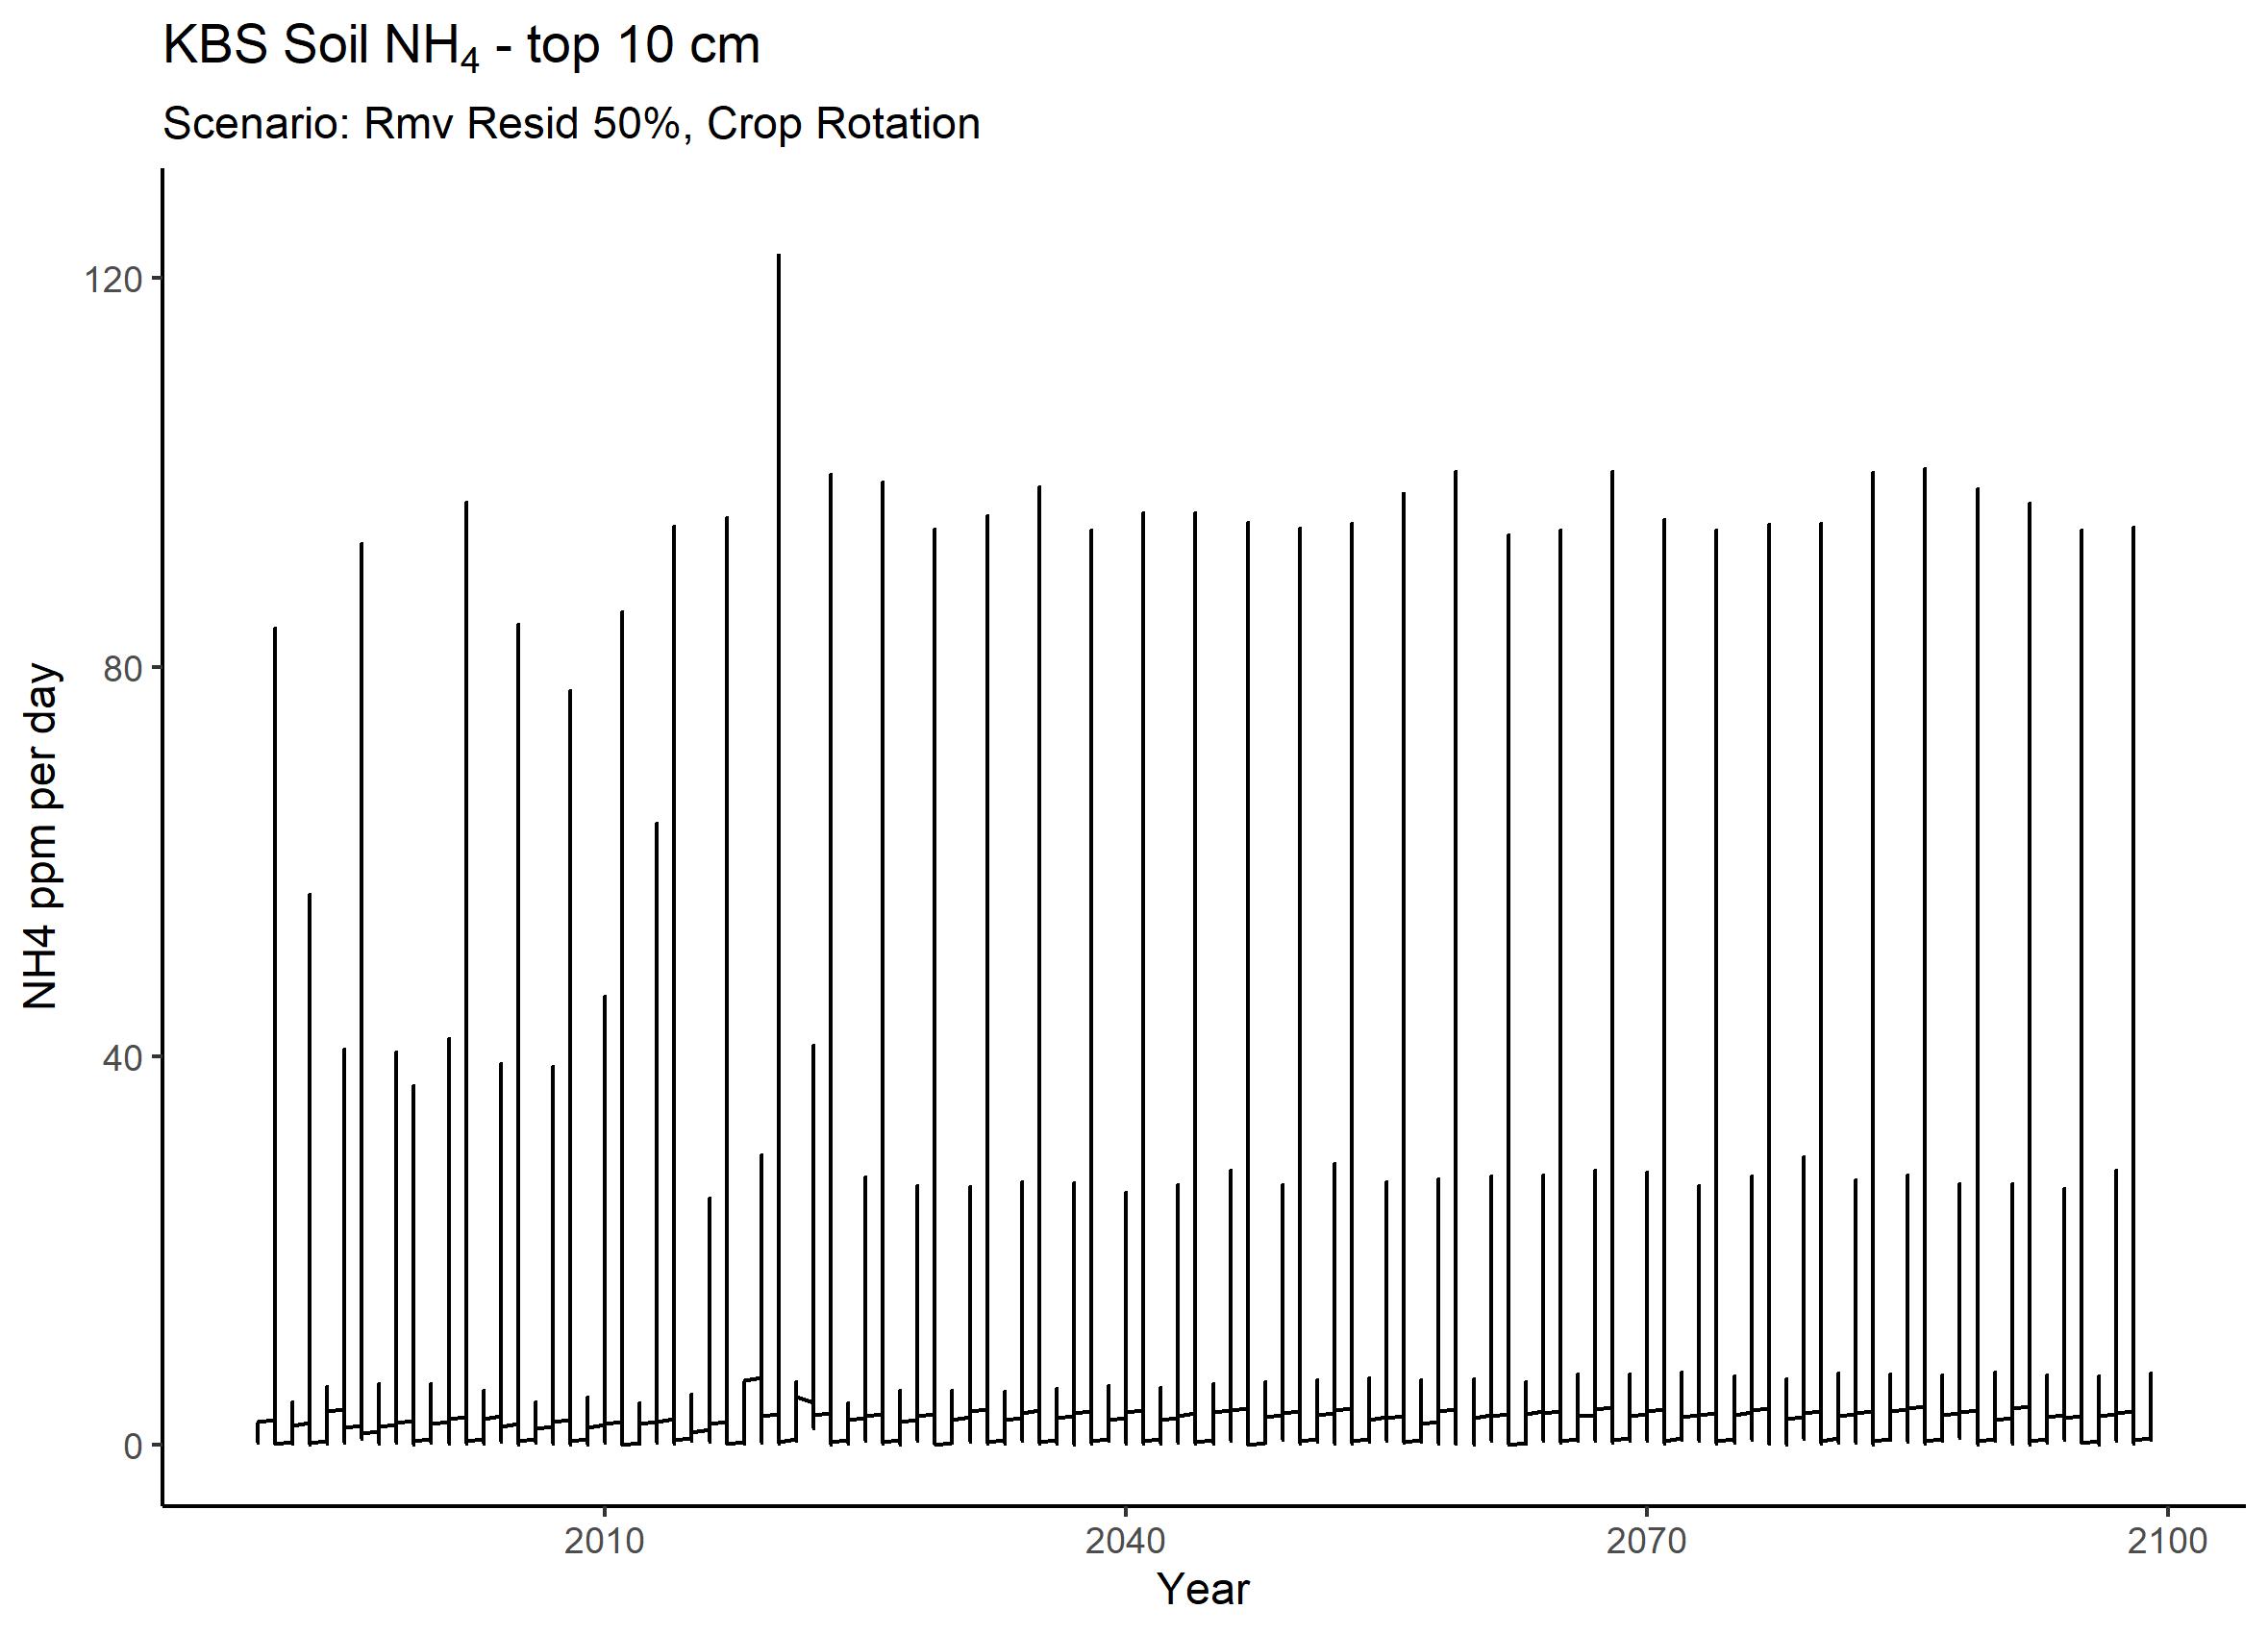 KBS Soil NH₄ - top 10 cm
Scenario: Rmv Resid 50%, Crop Rotation
120
80
40
0
NH4 ppm per day
2010 2040 2070 2100
Year